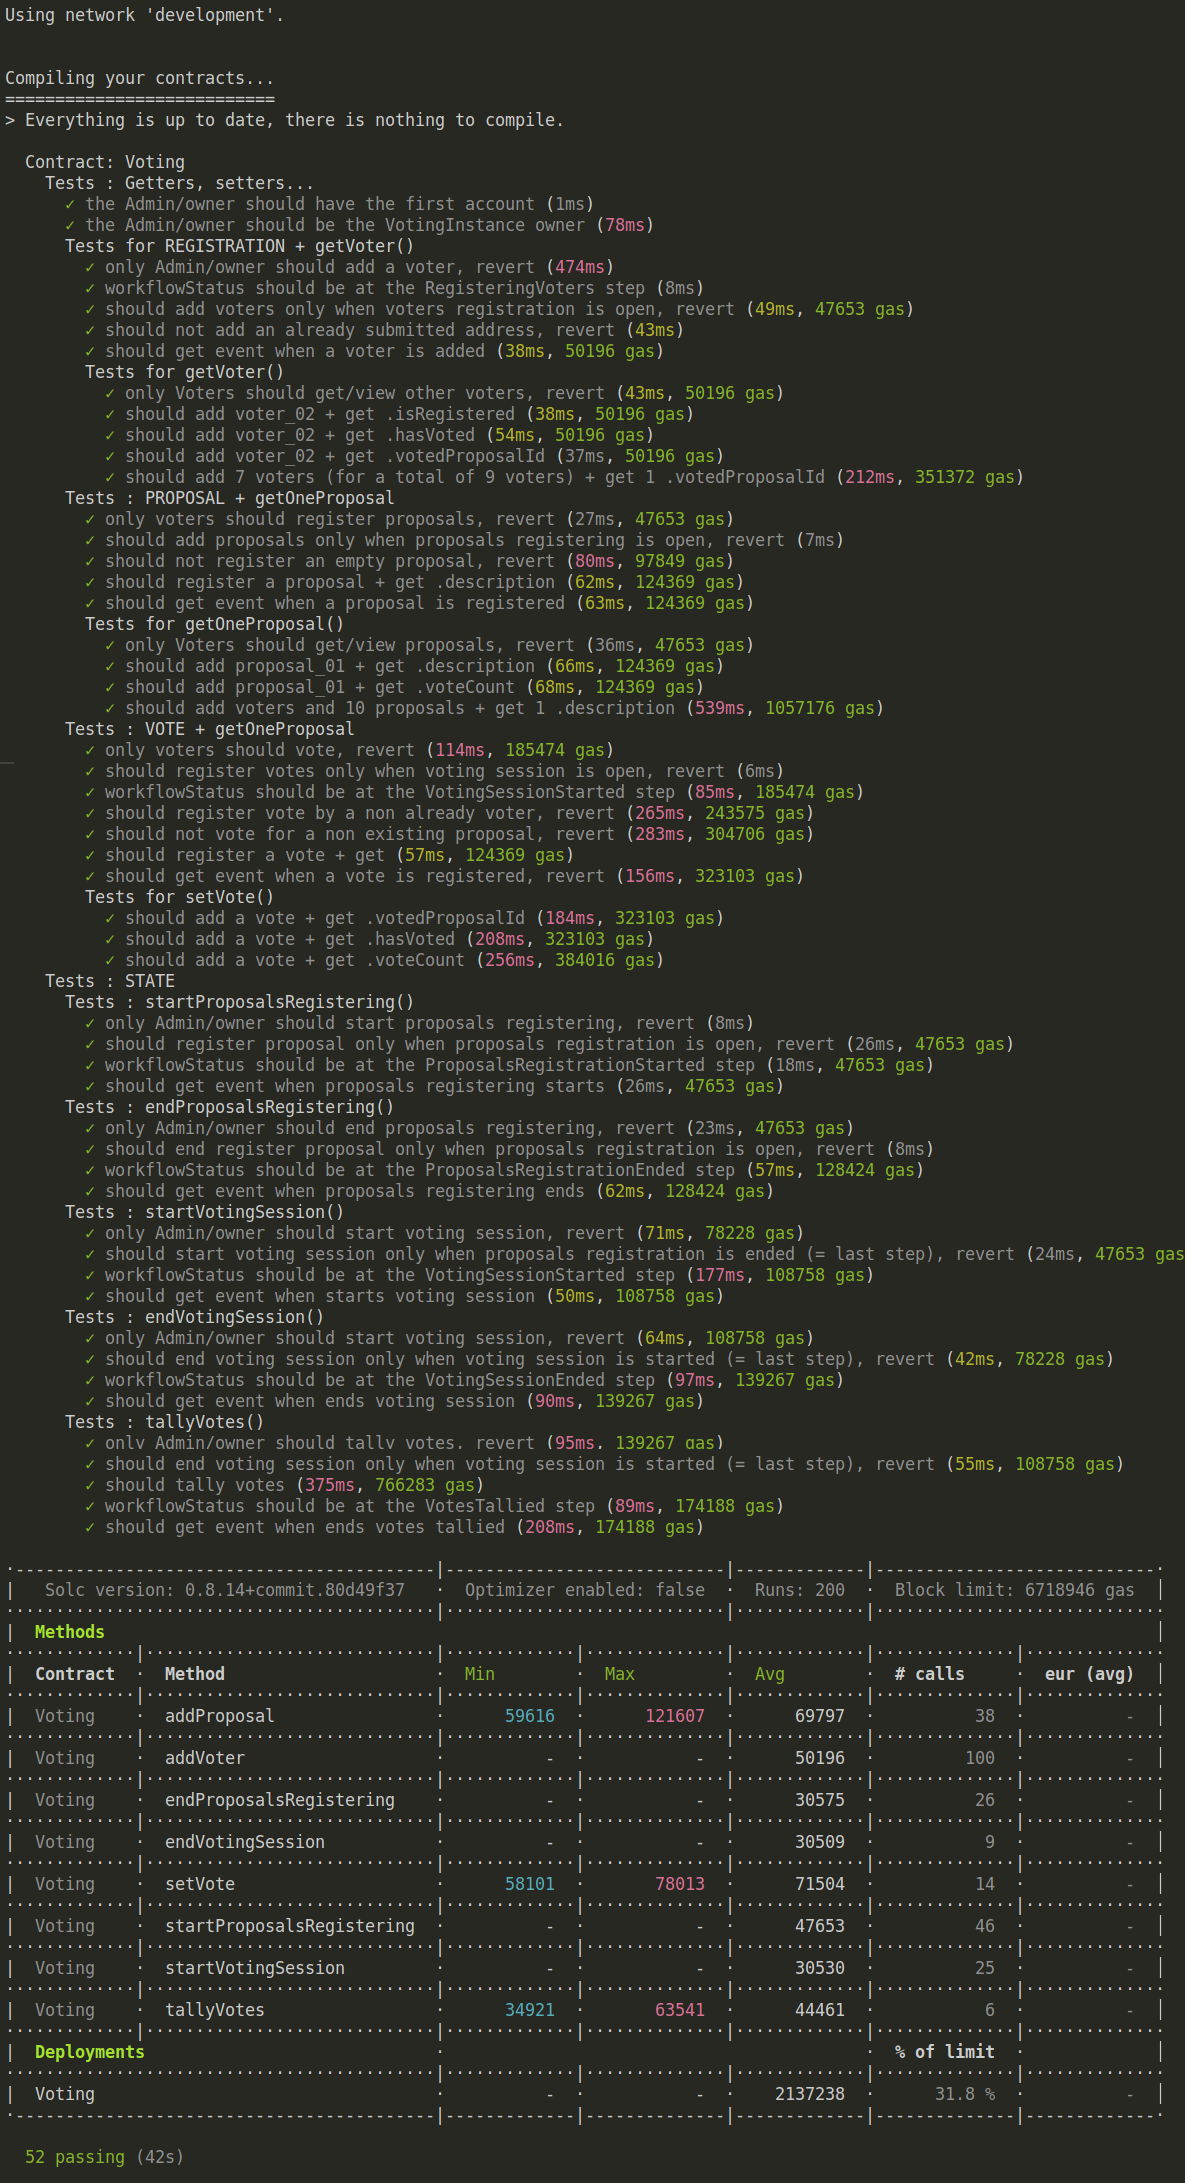 Using network 'development'.
Compiling your contracts...
===========================
> Everything is up to date, there is nothing to compile.
Contract: Voting
Tests : Getters, setters...
✓ the Admin/owner should have the first account (1ms)
✓ the Admin/owner should be the VotingInstance owner (78ms)
Tests for REGISTRATION + getVoter()
✓ only Admin/owner should add a voter, revert (474ms)
✓ workflowStatus should be at the RegisteringVoters step (8ms)
✓ should add voters only when voters registration is open, revert (49ms, 47653 gas)
✓ should not add an already submitted address, revert (43ms)
✓ should get event when a voter is added (38ms, 50196 gas)
Tests for getVoter()
✓ only Voters should get/view other voters, revert (43ms, 50196 gas)
✓ should add voter_02 + get .isRegistered (38ms, 50196 gas)
✓ should add voter_02 + get .hasVoted (54ms, 50196 gas)
✓ should add voter_02 + get .votedProposalId (37ms, 50196 gas)
✓ should add 7 voters (for a total of 9 voters) + get 1 .votedProposalId (212ms, 351372 gas)
Tests : PROPOSAL + getOneProposal
✓ only voters should register proposals, revert (27ms, 47653 gas)
✓ should add proposals only when proposals registering is open, revert (7ms)
✓ should not register an empty proposal, revert (80ms, 97849 gas)
✓ should register a proposal + get .description (62ms, 124369 gas)
✓ should get event when a proposal is registered (63ms, 124369 gas)
Tests for getOneProposal()
✓ only Voters should get/view proposals, revert (36ms, 47653 gas)
✓ should add proposal_01 + get .description (66ms, 124369 gas)
✓ should add proposal_01 + get .voteCount (68ms, 124369 gas)
✓ should add voters and 10 proposals + get 1 .description (539ms, 1057176 gas)
Tests : VOTE + getOneProposal
✓ only voters should vote, revert (114ms, 185474 gas)
✓ should register votes only when voting session is open, revert (6ms)
✓ workflowStatus should be at the VotingSessionStarted step (85ms, 185474 gas)
✓ should register vote by a non already voter, revert (265ms, 243575 gas)
✓ should not vote for a non existing proposal, revert (283ms, 304706 gas)
✓ should register a vote + get (57ms, 124369 gas)
✓ should get event when a vote is registered, revert (156ms, 323103 gas)
Tests for setVote()
✓ should add a vote + get .votedProposalId (184ms, 323103 gas)
✓ should add a vote + get .hasVoted (208ms, 323103 gas)
✓ should add a vote + get .voteCount (256ms, 384016 gas)
Tests : STATE
Tests : startProposalsRegistering()
✓ only Admin/owner should start proposals registering, revert (8ms)
✓ should register proposal only when proposals registration is open, revert (26ms, 47653 gas)
✓ workflowStatus should be at the ProposalsRegistrationStarted step (18ms, 47653 gas)
✓ should get event when proposals registering starts (26ms, 47653 gas)
Tests : endProposalsRegistering()
✓ only Admin/owner should end proposals registering, revert (23ms, 47653 gas)
✓ should end register proposal only when proposals registration is open, revert (8ms)
✓ workflowStatus should be at the ProposalsRegistrationEnded step (57ms, 128424 gas)
✓ should get event when proposals registering ends (62ms, 128424 gas)
Tests : startVotingSession()
✓ only Admin/owner should start voting session, revert (71ms, 78228 gas)
✓ should start voting session only when proposals registration is ended (= last step), revert (24ms, 47653 gas
✓ workflowStatus should be at the VotingSessionStarted step (177ms, 108758 gas)
✓ should get event when starts voting session (50ms, 108758 gas)
Tests : endVotingSession()
✓ only Admin/owner should start voting session, revert (64ms, 108758 gas)
✓ should end voting session only when voting session is started (= last step), revert (42ms, 78228 gas)
✓ workflowStatus should be at the VotingSessionEnded step (97ms, 139267 gas)
✓ should get event when ends voting session (90ms, 139267 gas)
Tests : tallyVotes()
✓ only Admin/owner should tally votes, revert (95ms, 139267 gas)
✓ should end voting session only when voting session is started (= last step), revert (55ms, 108758 gas)
✓ should tally votes (375ms, 766283 gas)
✓ workflowStatus should be at the VotesTallied step (89ms, 174188 gas)
✓ should get event when ends votes tallied (208ms, 174188 gas)
| Solc version: 0.8.14+commit.80d49f37 · Optimizer enabled: false · Runs: 200 · Block limit: 6718946 gas |
| Methods |
| Contract · Method · Min · Max · Avg · # calls · eur (avg) |
| Voting · addProposal · 59616 · 121607 · 69797 · 38 · - |
| Voting · addVoter · - · - · 50196 · 100 · - |
| Voting · endProposalsRegistering · - · - · 30575 · 26 · - |
| Voting · endVotingSession · - · - · 30509 · 9 · - |
| Voting · setVote · 58101 · 78013 · 71504 · 14 · - |
| Voting · startProposalsRegistering · - · - · 47653 · 46 · - |
| Voting · startVotingSession · - · - · 30530 · 25 · - |
| Voting · tallyVotes · 34921 · 63541 · 44461 · 6 · - |
| Deployments · · % of limit · |
| Voting · - · - · 2137238 · 31.8 % · - |
52 passing (42s)